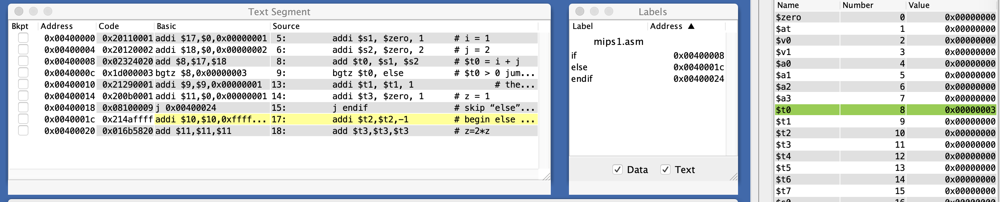 Text Segment
Bkpt Address Code Basic Source
0x00400000 0x20110001 addi $17,$0,0x00000001 5: addi $s1, $zero, 1 # i = 1
0x00400004 0x20120002 addi $18,$0,0x00000002 6: addi $s2, $zero, 2 # j = 2
0x00400008 0x02324020 add $8,$17,$18 8: add $t0, $s1, $s2 # $t0 = i + j
0x0040000c 0x1d000003 bgtz $8,0x00000003 9: bgtz $t0, else # $t0 > 0 jum...
0x00400010 0x21290001 addi $9,$9,0x00000001 13: addi $t1, $t1, 1 # the...
0x00400014 0x200b0001 addi $11,$0,0x00000001 14: addi $t3, $zero, 1 # z = 1
0x00400018 0x08100009 j 0x00400024 15: j endif # skip “else”...
0x0040001c 0x214affff addi $10,$10,0xffff... 17: addi $t2,$t2,-1 # begin else ...
0x00400020 0x016b5820 add $11,$11,$11 18: add $t3,$t3,$t3 # z=2*z
Labels
Label Address ▲
mips1.asm
if 0x00400008
else 0x0040001c
endif 0x00400024
Data Text
Name Number Value
$zero 0 0x00000000
$at 1 0x00000000
$v0 2 0x00000000
$v1 3 0x00000000
$a0 4 0x00000000
$a1 5 0x00000000
$a2 6 0x00000000
$a3 7 0x00000000
$t0 8 0x00000003
$t1 9 0x00000000
$t2 10 0x00000000
$t3 11 0x00000000
$t4 12 0x00000000
$t5 13 0x00000000
$t6 14 0x00000000
$t7 15 0x00000000